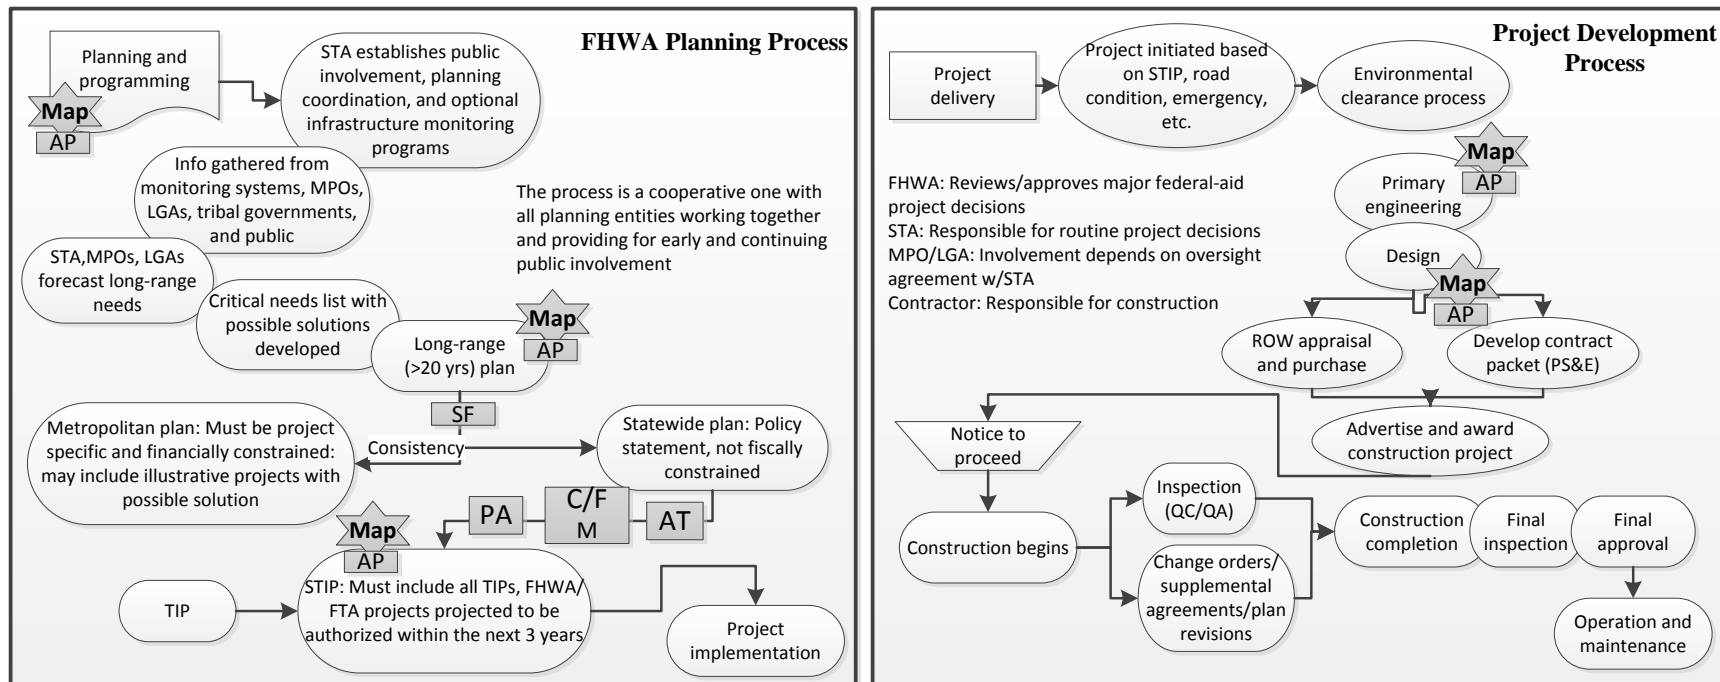 FHWA Planning Process
Planning and
programming
Map
AP
STA establishes public
involvement, planning
coordination, and optional
infrastructure monitoring
programs
Info gathered from
monitoring systems, MPOs,
LGAs, tribal governments,
and public
The process is a cooperative one with
all planning entities working together
and providing for early and continuing
public involvement
STA,MPOs, LGAs
forecast long-range
needs
Critical needs list with
possible solutions
developed
Long-range
(>20 yrs) plan
Map
AP
SF
Consistency
Metropolitan plan: Must be project
specific and financially constrained:
may include illustrative projects with
possible solution
Statewide plan: Policy
statement, not fiscally
constrained
PA
C/F
M
AT
Map
AP
TIP
STIP: Must include all TIPs, FHWA/
FTA projects projected to be
authorized within the next 3 years
Project
implementation
Project Development
Process
Project
delivery
Project initiated based
on STIP, road
condition, emergency,
etc.
Environmental
clearance process
Map
AP
Primary
engineering
FHWA: Reviews/approves major federal-aid
project decisions
STA: Responsible for routine project decisions
MPO/LGA: Involvement depends on oversight
agreement w/STA
Contractor: Responsible for construction
Design
Map
AP
ROW appraisal
and purchase
Develop contract
packet (PS&E)
Advertise and award
construction project
Notice to
proceed
Construction begins
Inspection
(QC/QA)
Change orders/
supplemental
agreements/plan
revisions
Construction
completion
Final
inspection
Final
approval
Operation and
maintenance